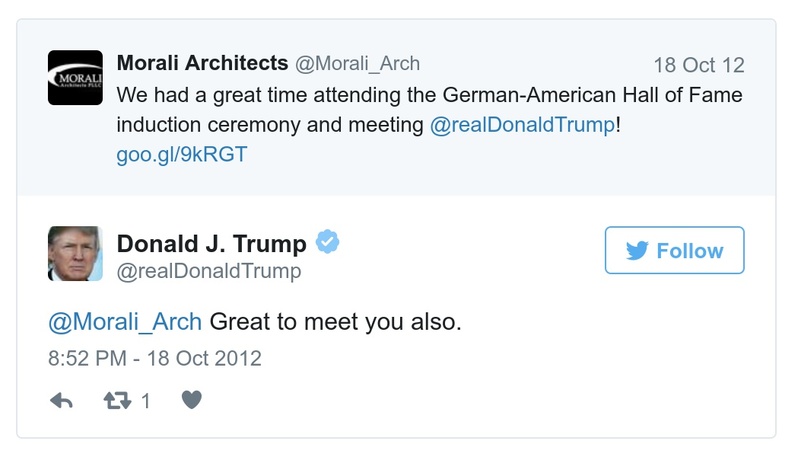 MORALI
Architects PLLC
Morali Architects @Morali_Arch 18 Oct 12
We had a great time attending the German-American Hall of Fame
induction ceremony and meeting @realDonaldTrump!
goo.gl/9kRGT
Donald J. Trump
@realDonaldTrump
Follow
@Morali_Arch Great to meet you also.
8:52 PM - 18 Oct 2012
1